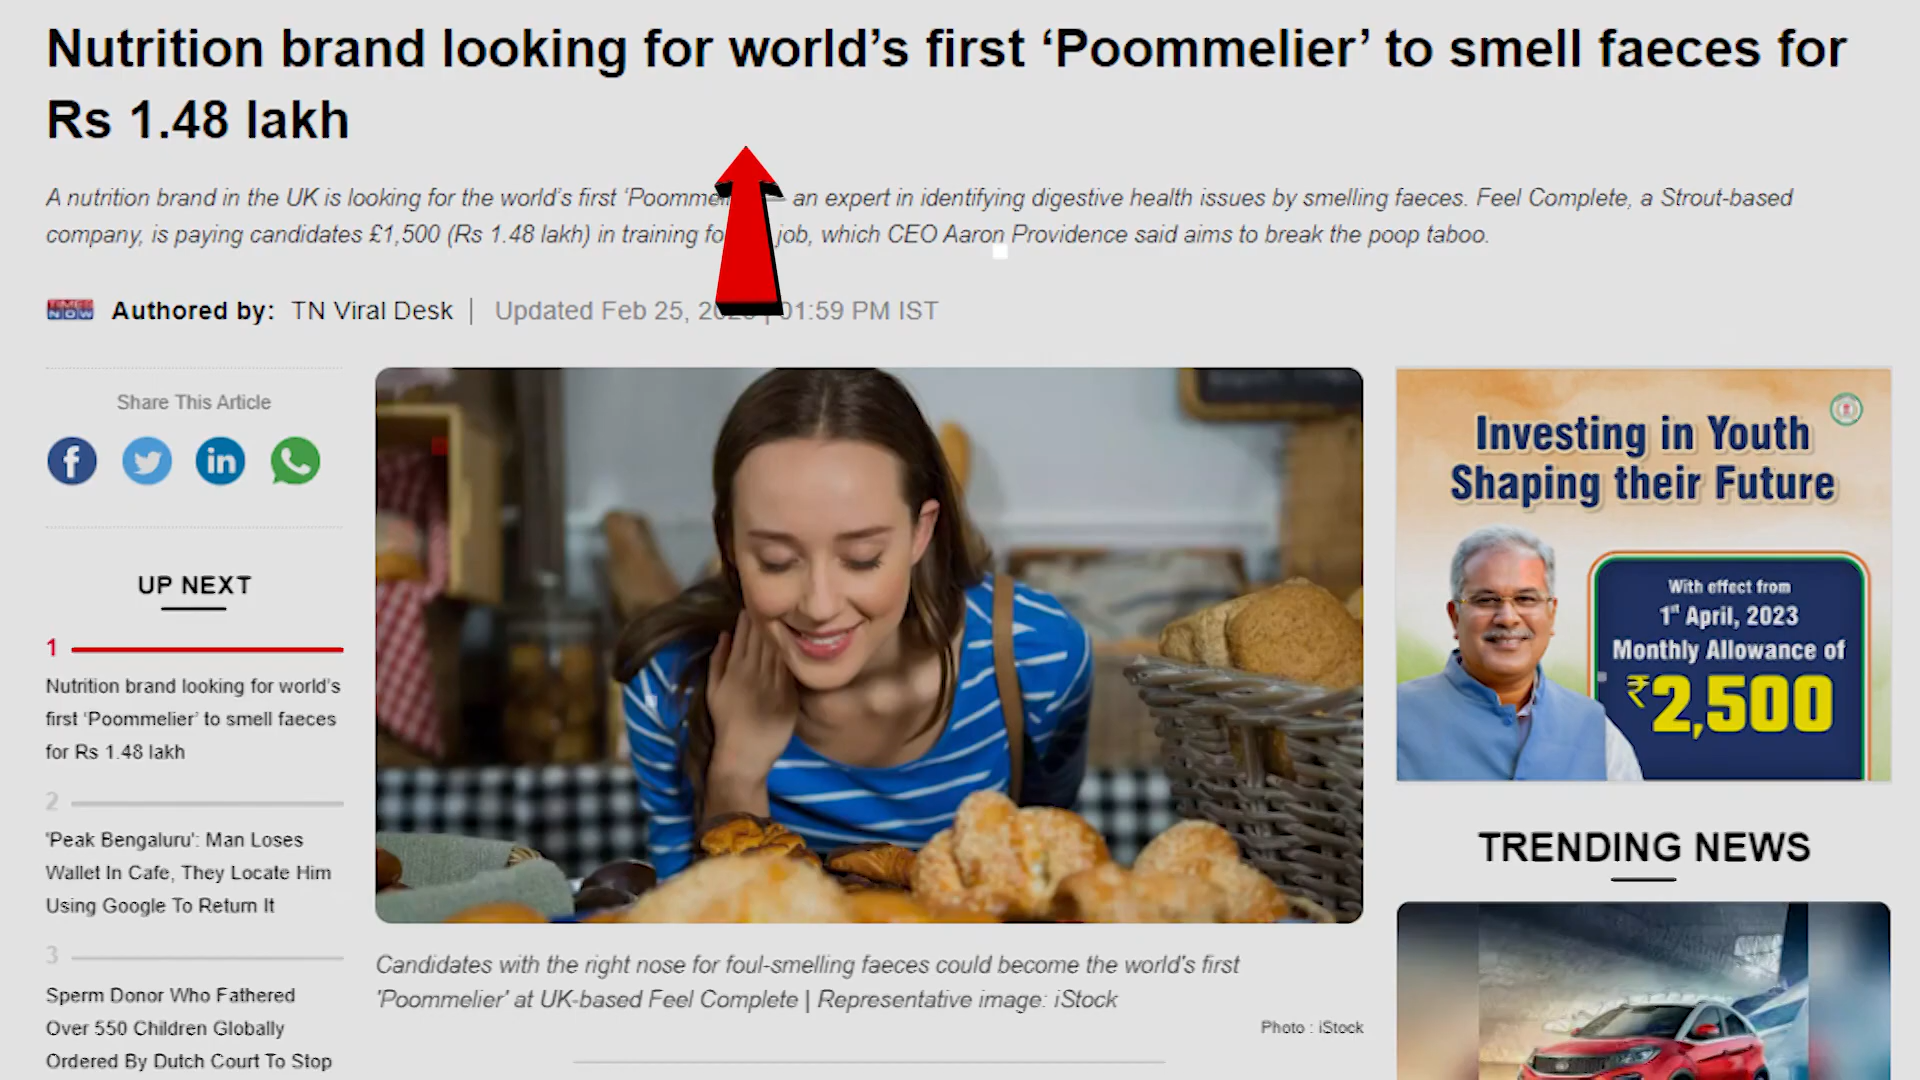 Nutrition brand looking for world’s first ‘Poommelier’ to smell faeces for
Rs 1.48 lakh
A nutrition brand in the UK is looking for the world’s first ‘Poommel an expert in identifying digestive health issues by smelling faeces. Feel Complete, a Strout-based
company, is paying candidates £1,500 (Rs 1.48 lakh) in training fo job, which CEO Aaron Providence said aims to break the poop taboo.
TIMES NOW
Authored by: TN Viral Desk | Updated Feb 25, 2023 | 01:59 PM IST
Share This Article
UP NEXT
1
Nutrition brand looking for world’s
first ‘Poommelier’ to smell faeces
for Rs 1.48 lakh
2
'Peak Bengaluru': Man Loses
Wallet In Cafe, They Locate Him
Using Google To Return It
3
Sperm Donor Who Fathered
Over 550 Children Globally
Ordered By Dutch Court To Stop
Candidates with the right nose for foul-smelling faeces could become the world's first
'Poommelier' at UK-based Feel Complete | Representative image: iStock
Photo : iStock
Investing in Youth
Shaping their Future
With effect from
1st April, 2023
Monthly Allowance of
₹2,500
TRENDING NEWS